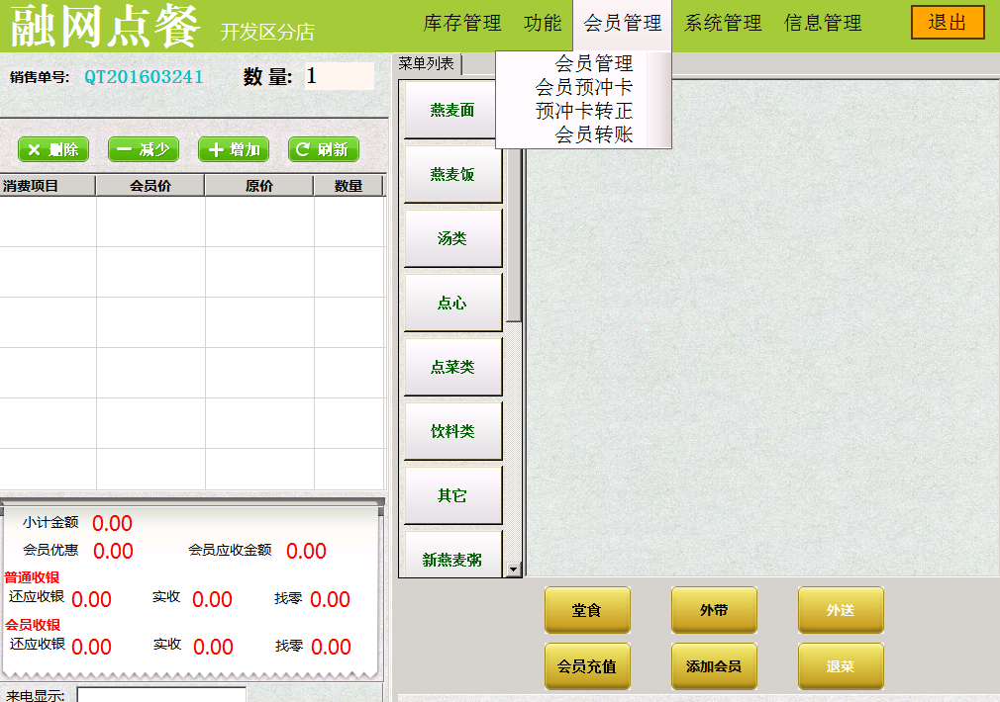 融网点餐 开发区分店 库存管理 功能 会员管理 系统管理 信息管理 退出
会员管理
会员预冲卡
预冲卡转正
会员转账
销售单号: QT201603241 数 量: 1
删除 减少 增加 刷新
消费项目 会员价 原价 数量
菜单列表
燕麦面
燕麦饭
汤类
点心
点菜类
饮料类
其它
新燕麦粥
小计金额 0.00
会员优惠 0.00 会员应收金额 0.00
普通收银
还应收银 0.00 实收 0.00 找零 0.00
会员收银
还应收银 0.00 实收 0.00 找零 0.00
来电显示:
堂食 外带 外送
会员充值 添加会员 退菜